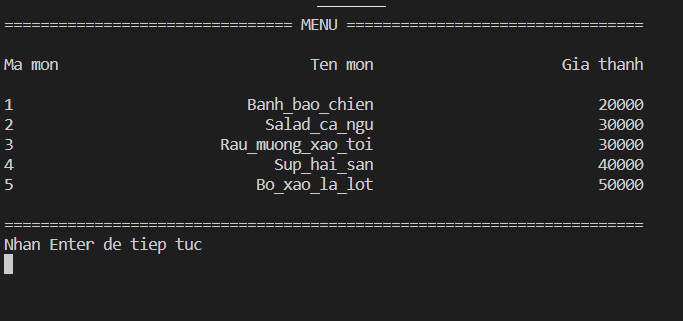 ================================ MENU =================================
Ma mon Ten mon Gia thanh
1 Banh_bao_chien 20000
2 Salad_ca_ngu 30000
3 Rau_muong_xao_toi 30000
4 Sup_hai_san 40000
5 Bo_xao_la_lot 50000
=======================================================================
Nhan Enter de tiep tuc